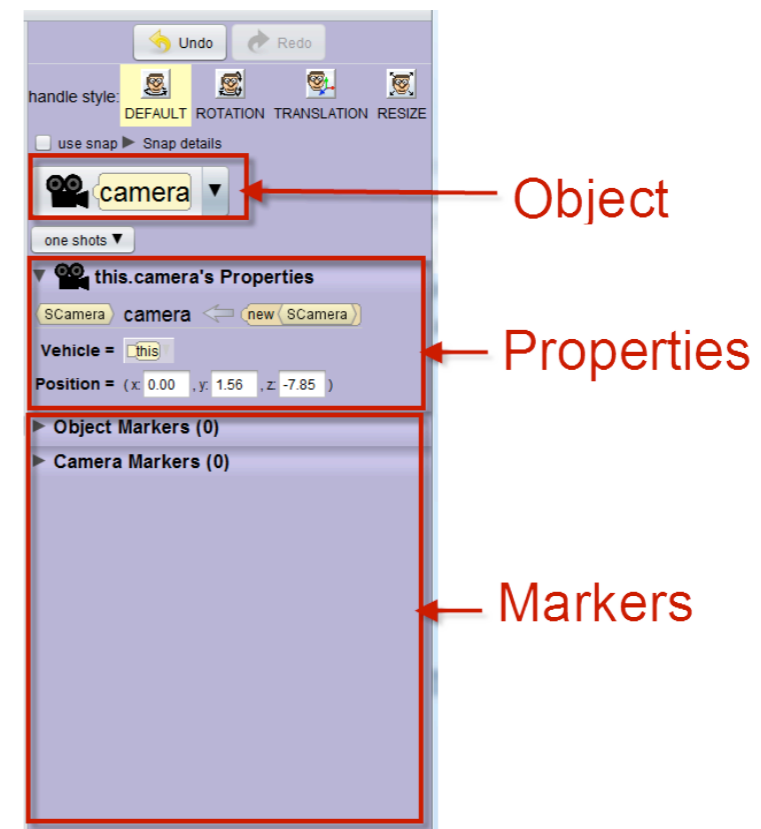 Undo Redo
handle style: DEFAULT ROTATION TRANSLATION RESIZE
use snap Snap details
camera
Object
one shots
this.camera's Properties
SCamera camera new SCamera
Vehicle = this
Properties
Position = (x: 0.00 , y: 1.56 , z: -7.85 )
Object Markers (0)
Camera Markers (0)
Markers